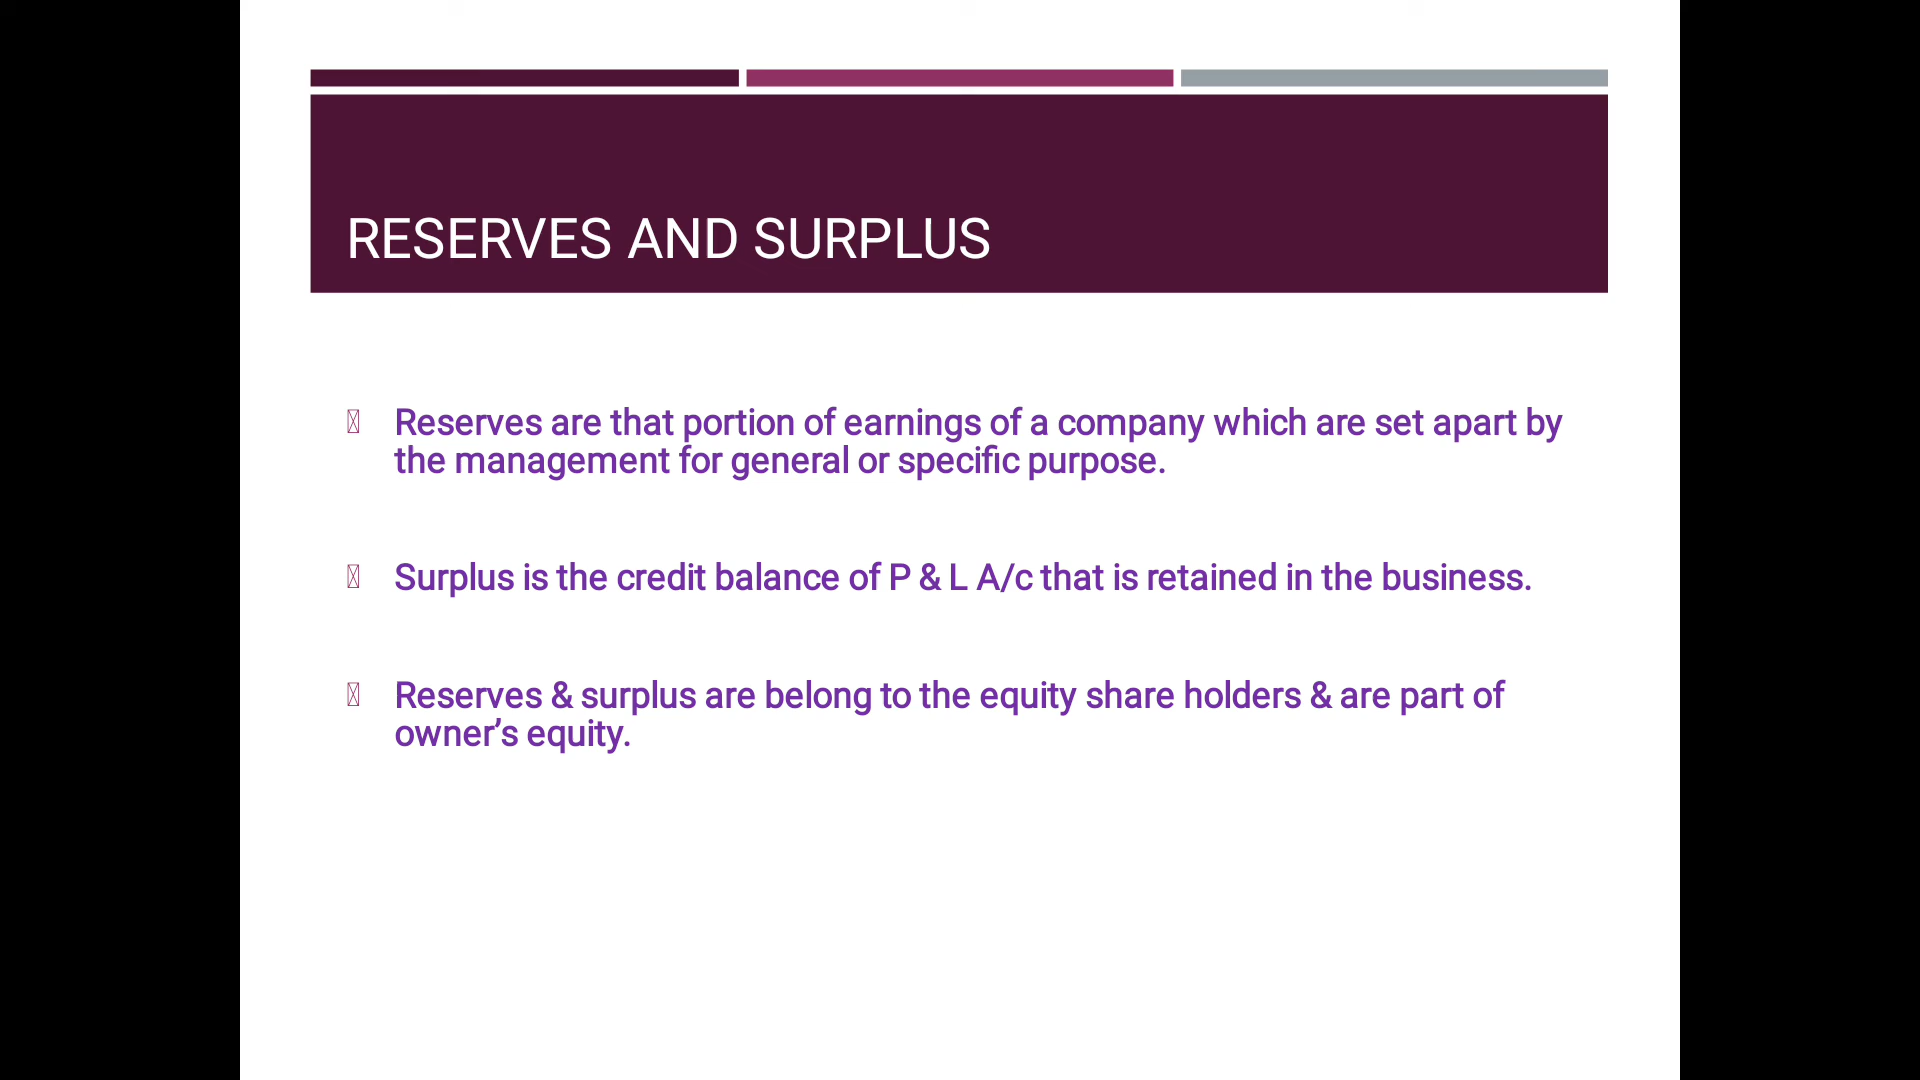 RESERVES AND SURPLUS
Reserves are that portion of earnings of a company which are set apart by
the management for general or specific purpose.
Surplus is the credit balance of P & L A/c that is retained in the business.
Reserves & surplus are belong to the equity share holders & are part of
owner’s equity.